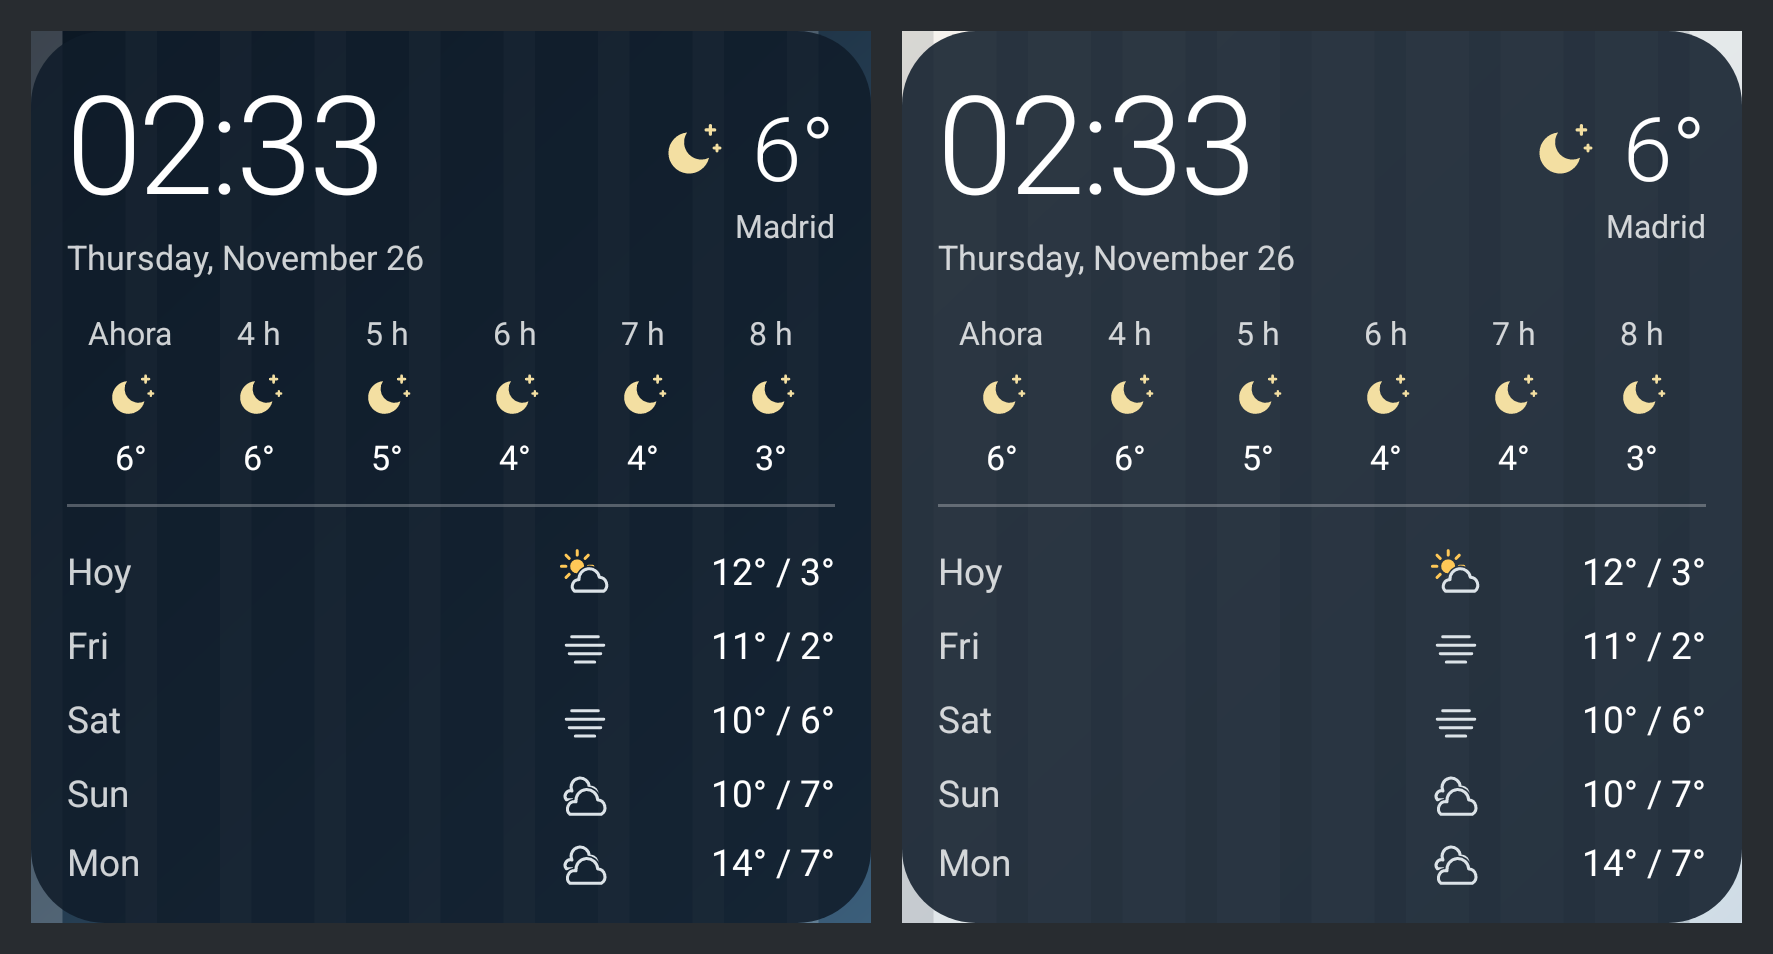 02:33
6°
Madrid
Thursday, November 26
Ahora 4 h 5 h 6 h 7 h 8 h
6° 6° 5° 4° 4° 3°
Hoy 12° / 3°
Fri 11° / 2°
Sat 10° / 6°
Sun 10° / 7°
Mon 14° / 7°
02:33
6°
Madrid
Thursday, November 26
Ahora 4 h 5 h 6 h 7 h 8 h
6° 6° 5° 4° 4° 3°
Hoy 12° / 3°
Fri 11° / 2°
Sat 10° / 6°
Sun 10° / 7°
Mon 14° / 7°